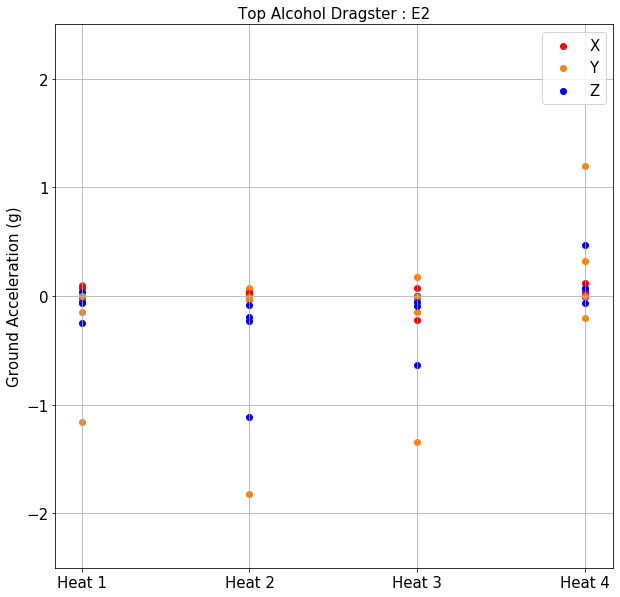 Top Alcohol Dragster : E2
X
Y
Z
Ground Acceleration (g)
2
1
0
−1
−2
Heat 1
Heat 2
Heat 3
Heat 4